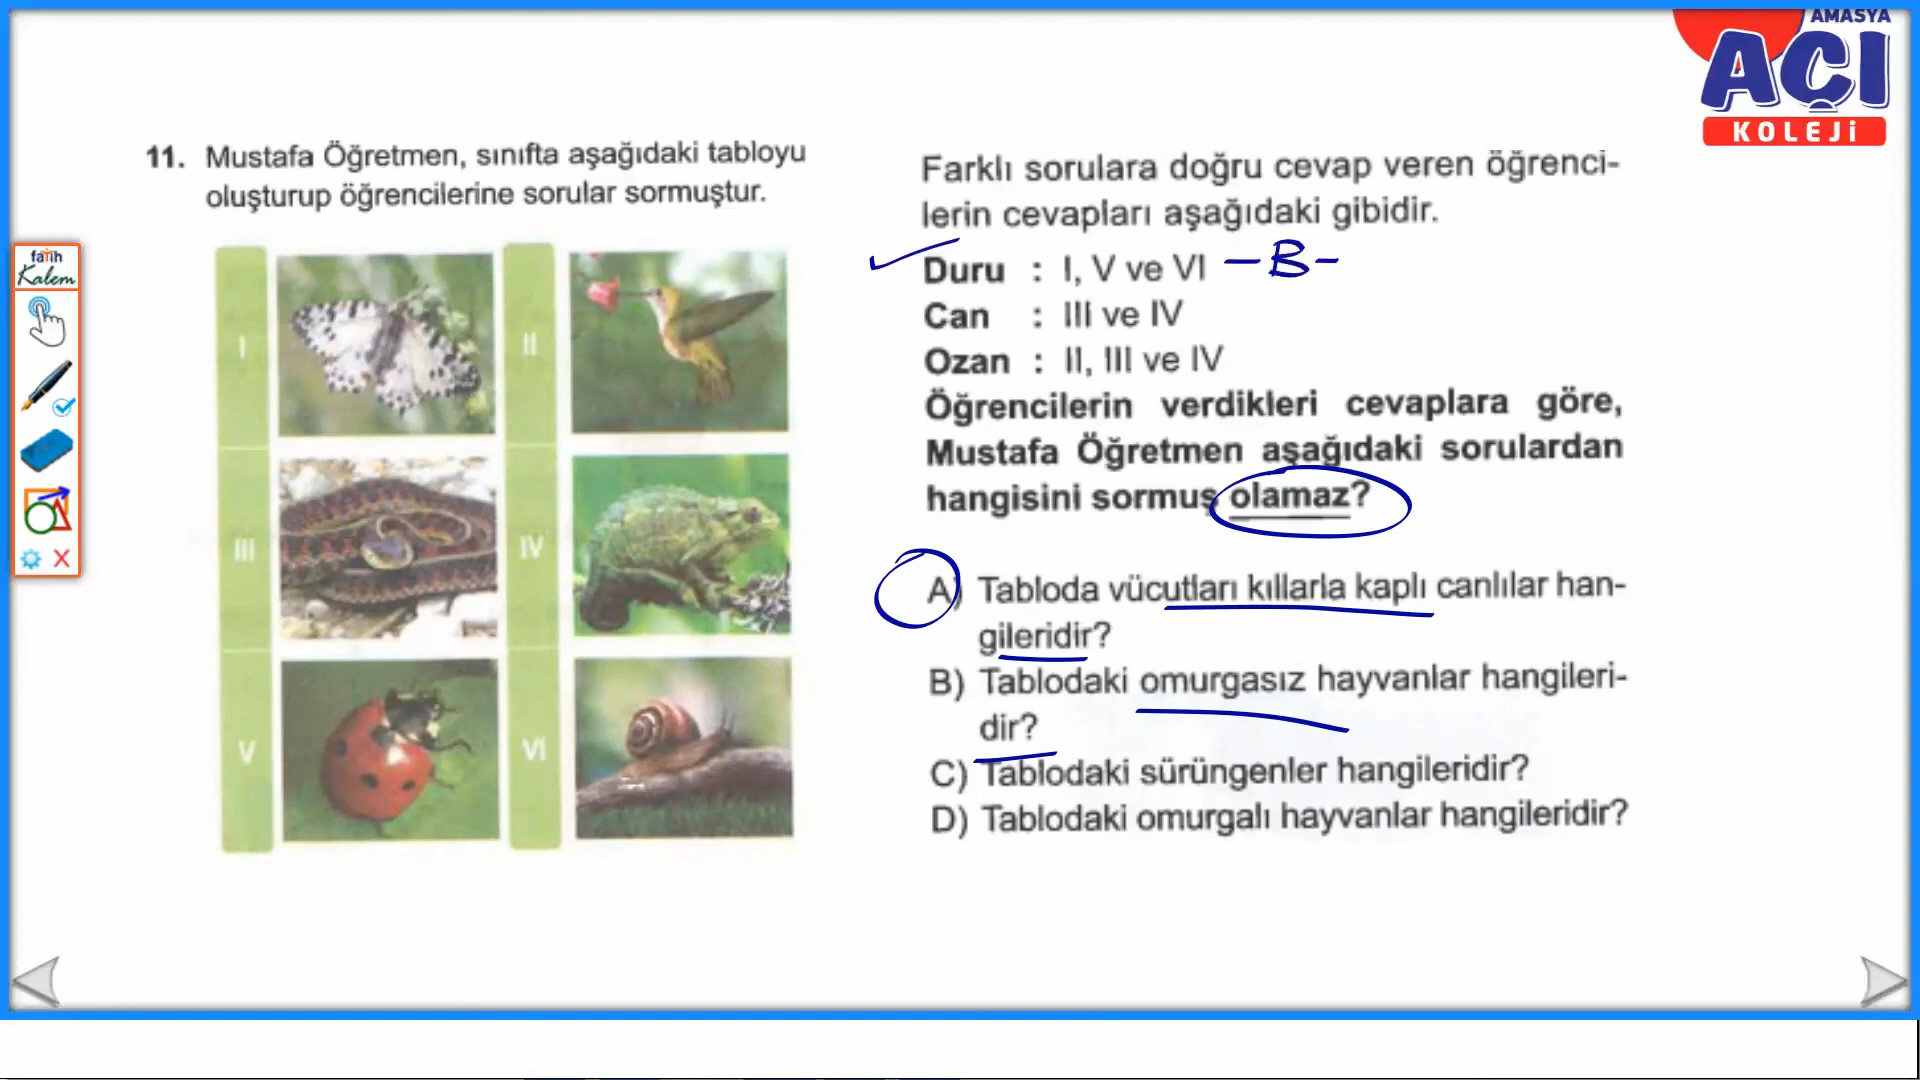 AMASYA
AÇI
KOLEJİ
fatih
Kalem
11. Mustafa Öğretmen, sınıfta aşağıdaki tabloyu
oluşturup öğrencilerine sorular sormuştur.
I
II
III
IV
V
VI
Farklı sorulara doğru cevap veren öğrenci-
lerin cevapları aşağıdaki gibidir.
Duru : I, V ve VI -B-
Can : III ve IV
Ozan : II, III ve IV
Öğrencilerin verdikleri cevaplara göre,
Mustafa Öğretmen aşağıdaki sorulardan
hangisini sormuş olamaz?
A) Tabloda vücutları kıllarla kaplı canlılar han-
gileridir?
B) Tablodaki omurgasız hayvanlar hangileri-
dir?
C) Tablodaki sürüngenler hangileridir?
D) Tablodaki omurgalı hayvanlar hangileridir?